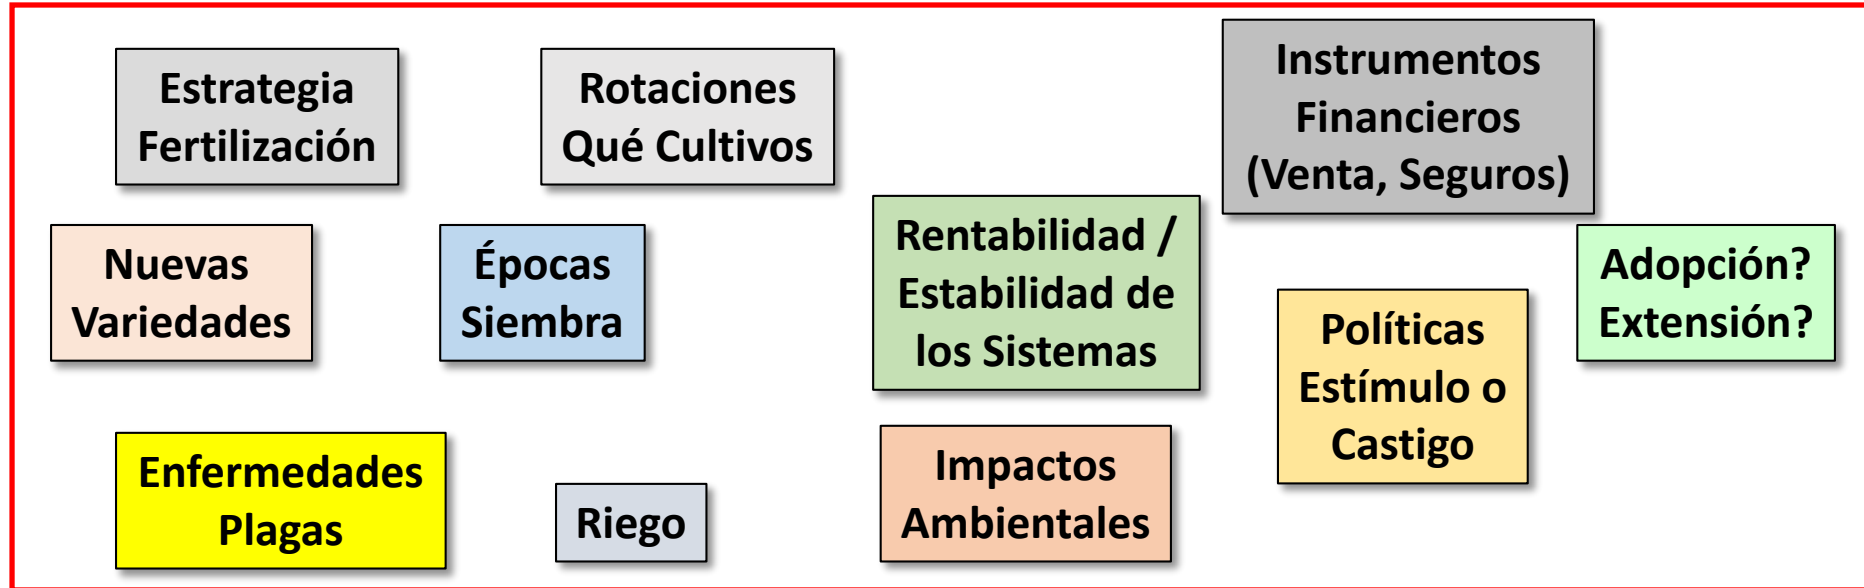 Estrategia
Fertilización
Rotaciones
Qué Cultivos
Instrumentos
Financieros
(Venta, Seguros)
Nuevas
Variedades
Épocas
Siembra
Rentabilidad /
Estabilidad de
los Sistemas
Adopción?
Extensión?
Políticas
Estímulo o
Castigo
Enfermedades
Plagas
Riego
Impactos
Ambientales